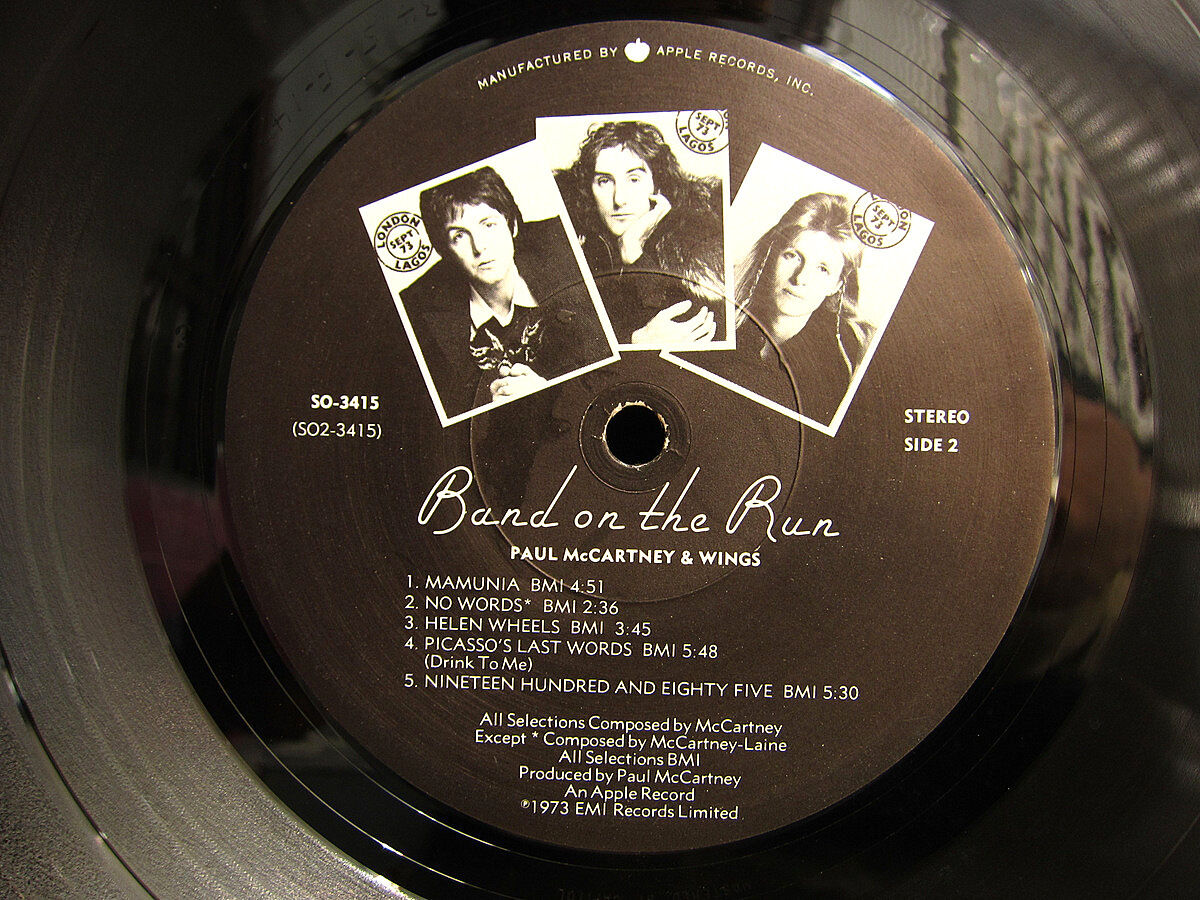 MANUFACTURED BY APPLE RECORDS, INC.
LONDON
SEPT
73
LAGOS
SEPT
73
LAGOS
SEPT
73
LAGOS
SO-3415
(SO2-3415)
STEREO
SIDE 2
Band on the Run
PAUL McCARTNEY & WINGS
1. MAMUNIA BMI 4:51
2. NO WORDS* BMI 2:36
3. HELEN WHEELS BMI 3:45
4. PICASSO'S LAST WORDS BMI 5:48
(Drink To Me)
5. NINETEEN HUNDRED AND EIGHTY FIVE BMI 5:30
All Selections Composed by McCartney
Except * Composed by McCartney-Laine
All Selections BMI
Produced by Paul McCartney
An Apple Record
℗1973 EMI Records Limited